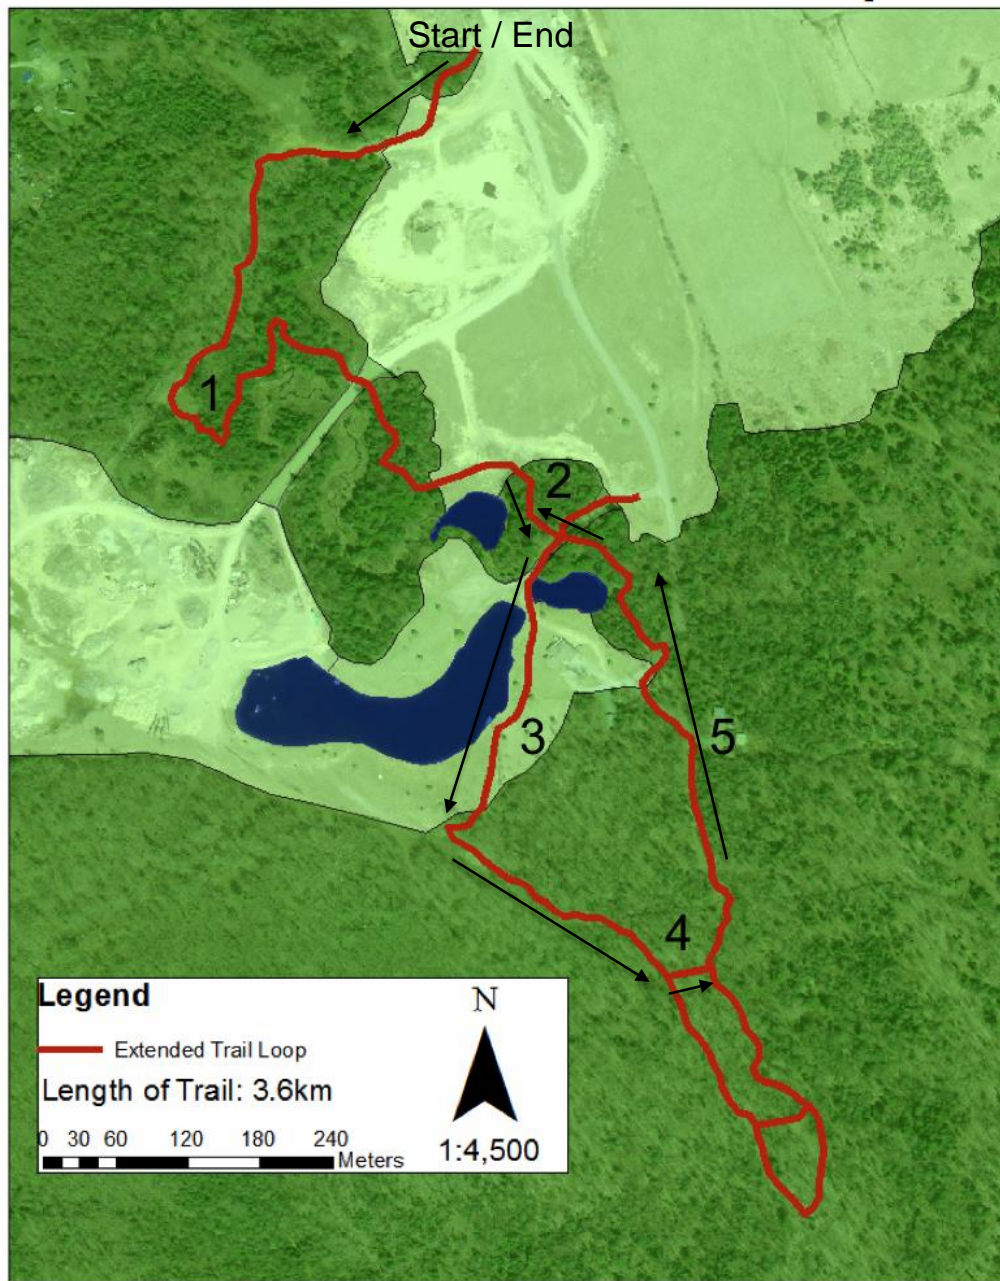 Start / End
1
2
3
5
4
Legend
N
Extended Trail Loop
Length of Trail: 3.6km
0 30 60 120 180 240
Meters
1:4,500